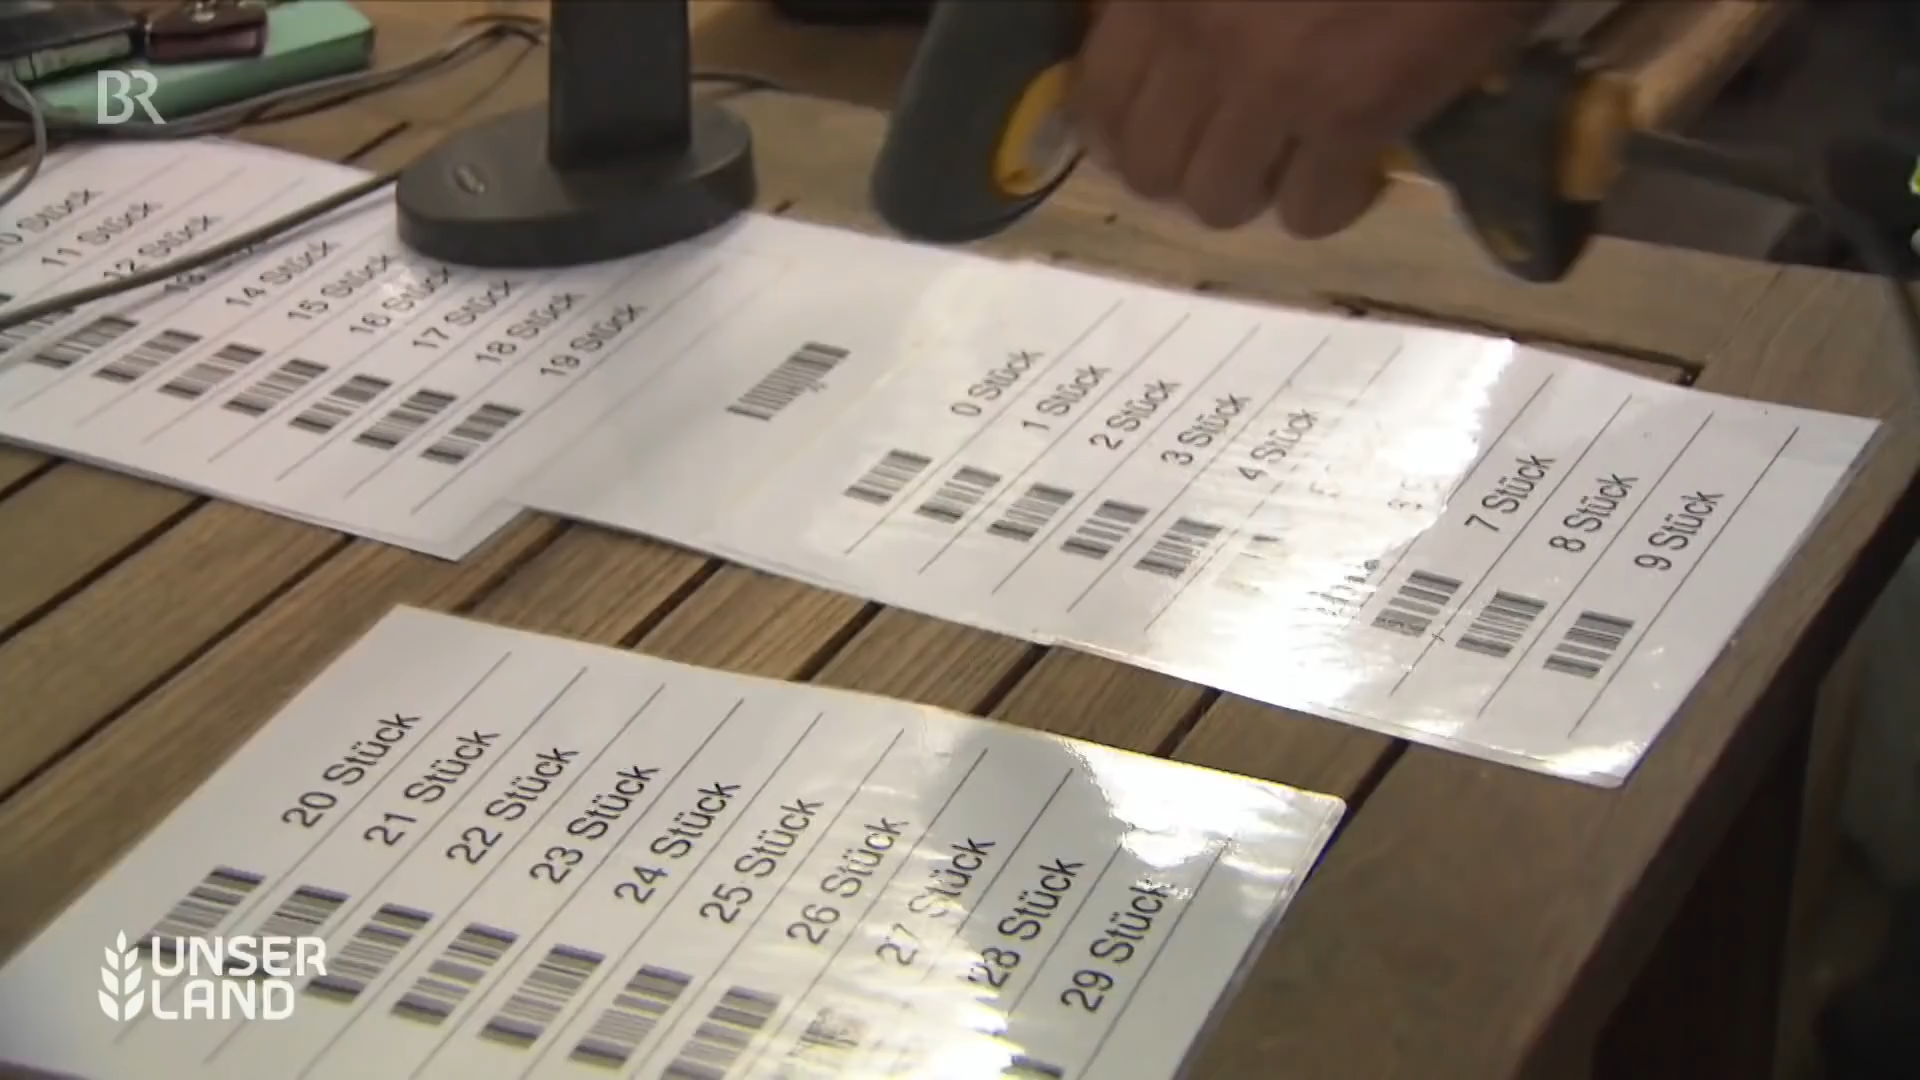 BR
10 Stück
11 Stück
12 Stück
14 Stück
15 Stück
16 Stück
17 Stück
18 Stück
19 Stück
0 Stück
1 Stück
2 Stück
3 Stück
4 Stück
7 Stück
8 Stück
9 Stück
20 Stück
21 Stück
22 Stück
23 Stück
24 Stück
25 Stück
26 Stück
27 Stück
28 Stück
29 Stück
UNSER
LAND